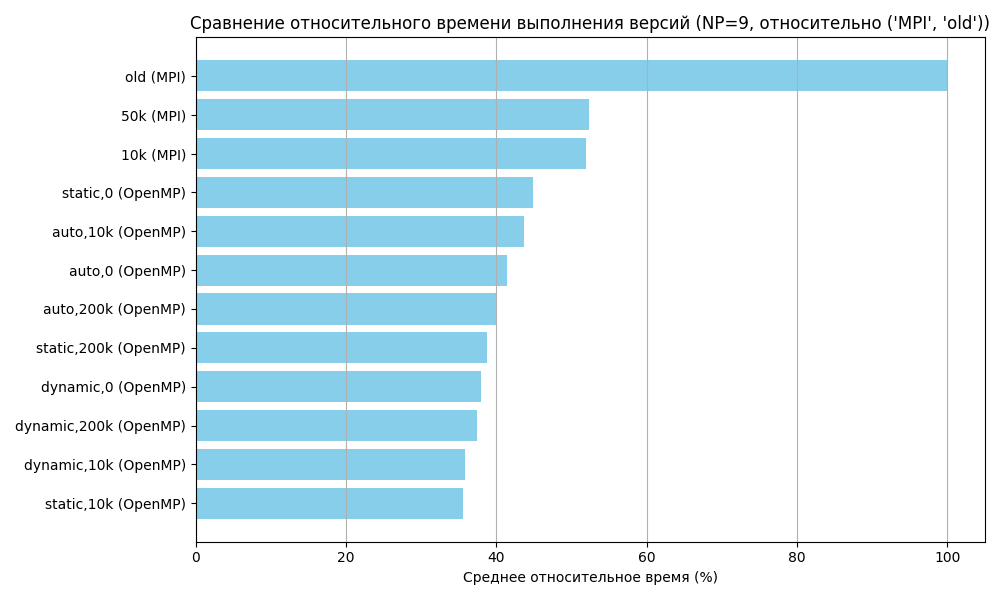 Сравнение относительного времени выполнения версий (NP=9, относительно ('MPI', 'old'))
old (MPI)
50k (MPI)
10k (MPI)
static,0 (OpenMP)
auto,10k (OpenMP)
auto,0 (OpenMP)
auto,200k (OpenMP)
static,200k (OpenMP)
dynamic,0 (OpenMP)
dynamic,200k (OpenMP)
dynamic,10k (OpenMP)
static,10k (OpenMP)
0 20 40 60 80 100
Среднее относительное время (%)